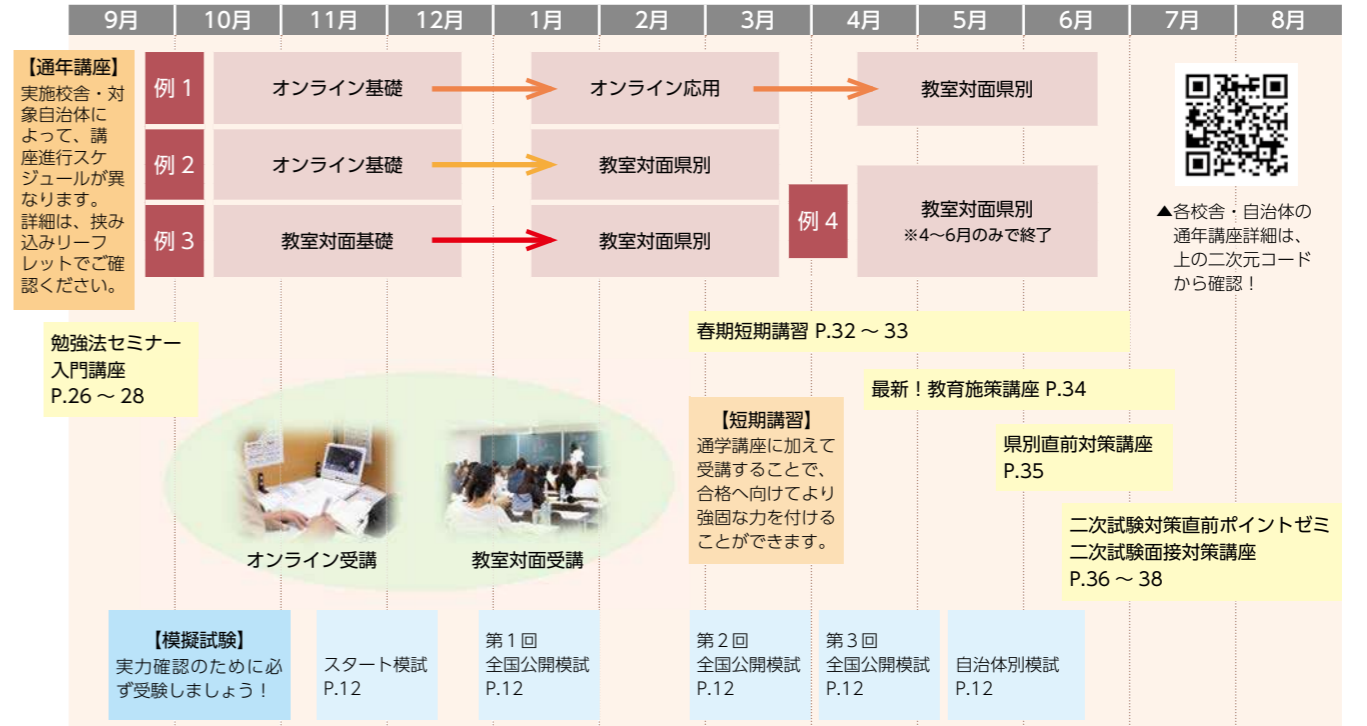 9月 10月 11月 12月 1月 2月 3月 4月 5月 6月 7月 8月
【通年講座】
実施校舎・対
象自治体に
よって、講
座進行スケ
ジュールが異
なります。
詳細は、挟み
込みリーフ
レットでご確
認ください。
例 1
オンライン基礎
オンライン応用
教室対面県別
例 2
オンライン基礎
教室対面県別
例 3
教室対面基礎
教室対面県別
例 4
教室対面県別
※4〜6月のみで終了
▲各校舎・自治体の
通年講座詳細は、
上の二次元コード
から確認！
勉強法セミナー
入門講座
P.26 〜 28
春期短期講習 P.32 〜 33
最新！教育施策講座 P.34
【短期講習】
通学講座に加えて
受講することで、
合格へ向けてより
強固な力を付ける
ことができます。
県別直前対策講座
P.35
二次試験対策直前ポイントゼミ
二次試験面接対策講座
P.36 〜 38
オンライン受講
教室対面受講
【模擬試験】
実力確認のために必
ず受験しましょう！
スタート模試
P.12
第１回
全国公開模試
P.12
第２回
全国公開模試
P.12
第３回
全国公開模試
P.12
自治体別模試
P.12